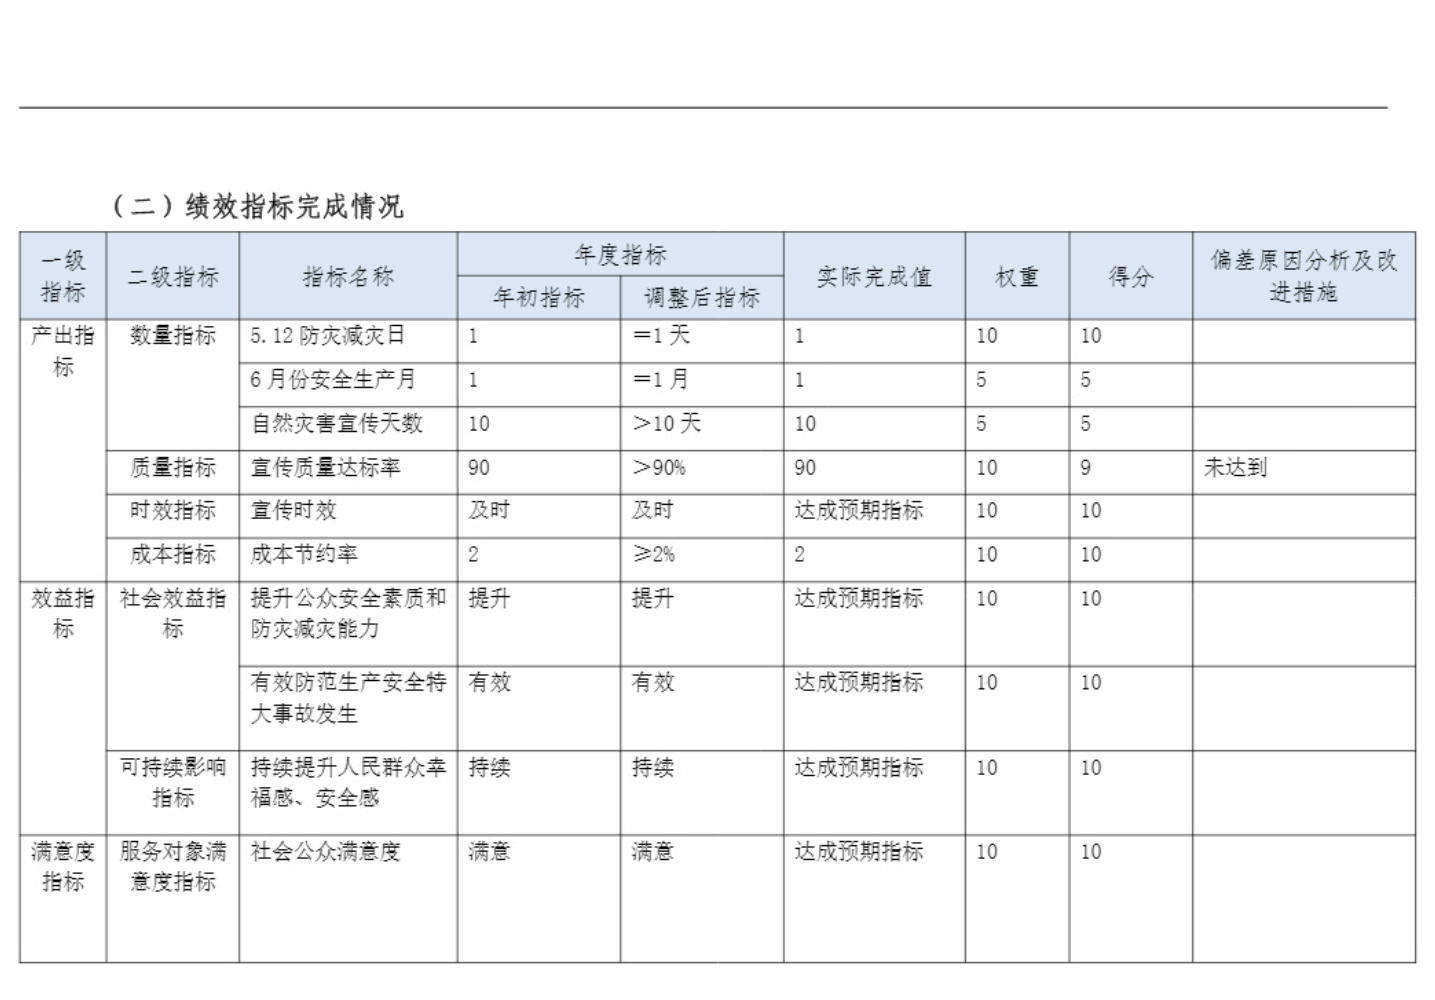 （二）绩效指标完成情况
一级指标 二级指标 指标名称 年度指标 实际完成值 权重 得分 偏差原因分析及改进措施
年初指标 调整后指标
产出指标 数量指标 5.12防灾减灾日 1 ＝1天 1 10 10
6月份安全生产月 1 ＝1月 1 5 5
自然灾害宣传天数 10 ＞10天 10 5 5
质量指标 宣传质量达标率 90 ＞90% 90 10 9 未达到
时效指标 宣传时效 及时 及时 达成预期指标 10 10
成本指标 成本节约率 2 ≥2% 2 10 10
效益指标 社会效益指标 提升公众安全素质和防灾减灾能力 提升 提升 达成预期指标 10 10
有效防范生产安全特大事故发生 有效 有效 达成预期指标 10 10
可持续影响指标 持续提升人民群众幸福感、安全感 持续 持续 达成预期指标 10 10
满意度指标 服务对象满意度指标 社会公众满意度 满意 满意 达成预期指标 10 10